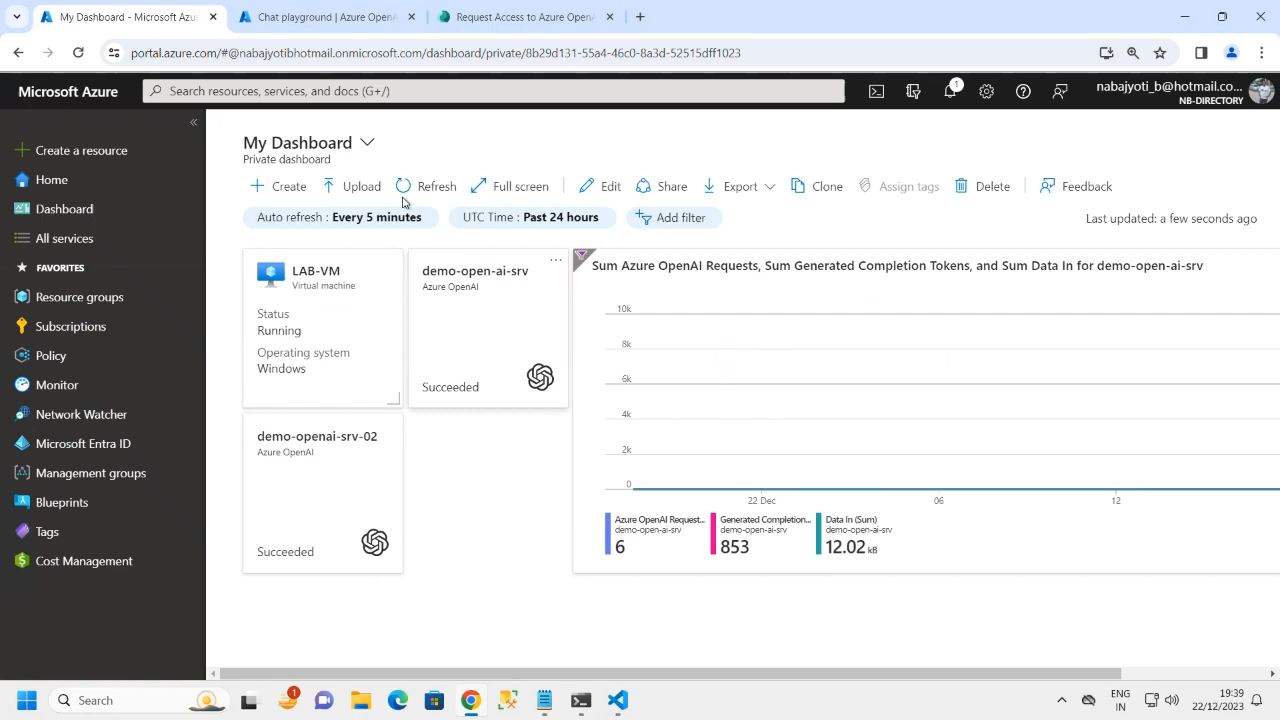 My Dashboard - Microsoft Azure
Chat playground | Azure OpenA
Request Access to Azure OpenA
portal.azure.com/#@nabajyotibhotmail.onmicrosoft.com/dashboard/private/8b29d131-55a4-46c0-8a3d-52515dff1023
Microsoft Azure
Search resources, services, and docs (G+/)
1
nabajyoti_b@hotmail.co...
NB-DIRECTORY
Create a resource
Home
Dashboard
All services
FAVORITES
Resource groups
Subscriptions
Policy
Monitor
Network Watcher
Microsoft Entra ID
Management groups
Blueprints
Tags
Cost Management
My Dashboard
Private dashboard
Create
Upload
Refresh
Full screen
Edit
Share
Export
Clone
Assign tags
Delete
Feedback
Auto refresh : Every 5 minutes
UTC Time : Past 24 hours
Add filter
Last updated: a few seconds ago
LAB-VM
Virtual machine
Status
Running
Operating system
Windows
demo-open-ai-srv
Azure OpenAI
Succeeded
demo-openai-srv-02
Azure OpenAI
Succeeded
Sum Azure OpenAI Requests, Sum Generated Completion Tokens, and Sum Data In for demo-open-ai-srv
10k
8k
6k
4k
2k
0
22 Dec
06
12
Azure OpenAI Request...
demo-open-ai-srv
6
Generated Completion...
demo-open-ai-srv
853
Data In (Sum)
demo-open-ai-srv
12.02 kB
Search
1
ENG
IN
19:39
22/12/2023